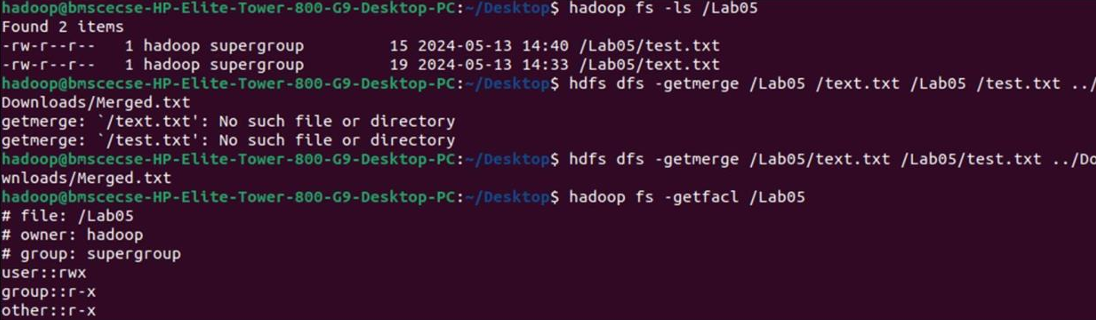 hadoop@bmscecse-HP-Elite-Tower-800-G9-Desktop-PC:~/Desktop$ hadoop fs -ls /Lab05
Found 2 items
-rw-r--r--   1 hadoop supergroup         15 2024-05-13 14:40 /Lab05/test.txt
-rw-r--r--   1 hadoop supergroup         19 2024-05-13 14:33 /Lab05/text.txt
hadoop@bmscecse-HP-Elite-Tower-800-G9-Desktop-PC:~/Desktop$ hdfs dfs -getmerge /Lab05 /text.txt /Lab05 /test.txt ../
Downloads/Merged.txt
getmerge: `/text.txt': No such file or directory
getmerge: `/test.txt': No such file or directory
hadoop@bmscecse-HP-Elite-Tower-800-G9-Desktop-PC:~/Desktop$ hdfs dfs -getmerge /Lab05/text.txt /Lab05/test.txt ../Do
wnloads/Merged.txt
hadoop@bmscecse-HP-Elite-Tower-800-G9-Desktop-PC:~/Desktop$ hadoop fs -getfacl /Lab05
# file: /Lab05
# owner: hadoop
# group: supergroup
user::rwx
group::r-x
other::r-x